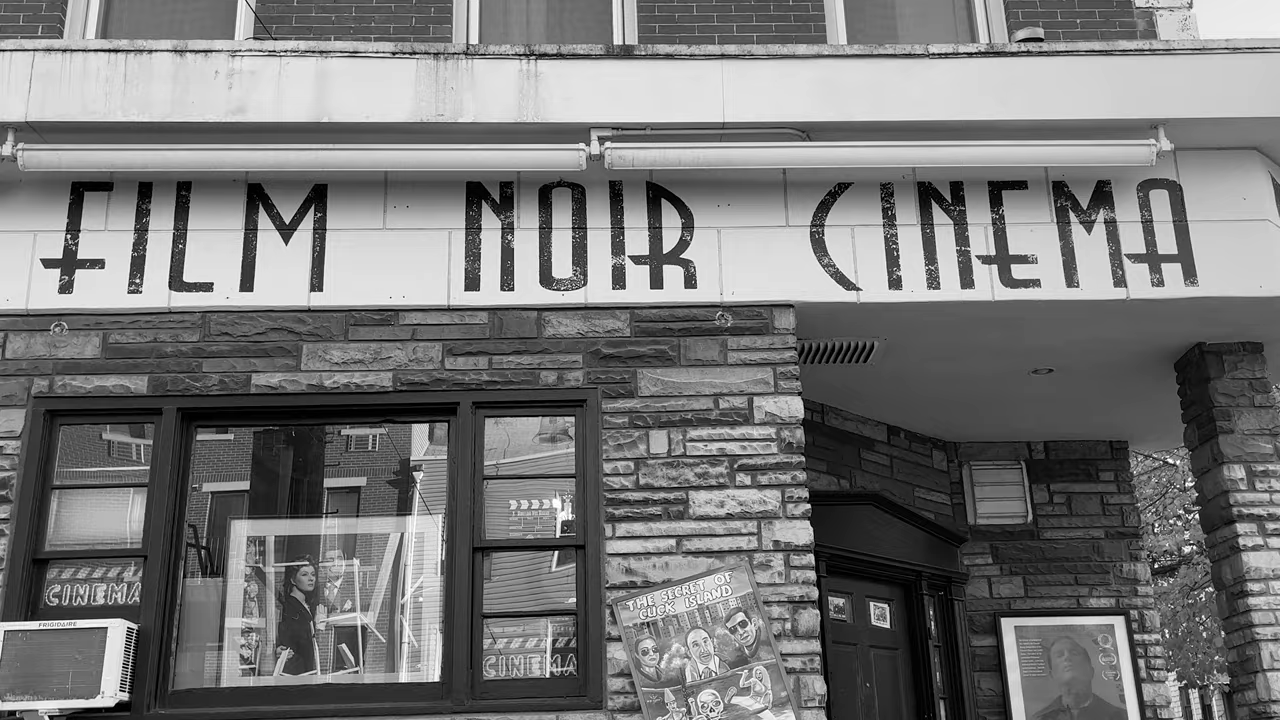 FILM NOIR CINEMA
CINEMA
FRIGIDAIRE
CINEMA
THE SECRET OF
CUCK ISLAND